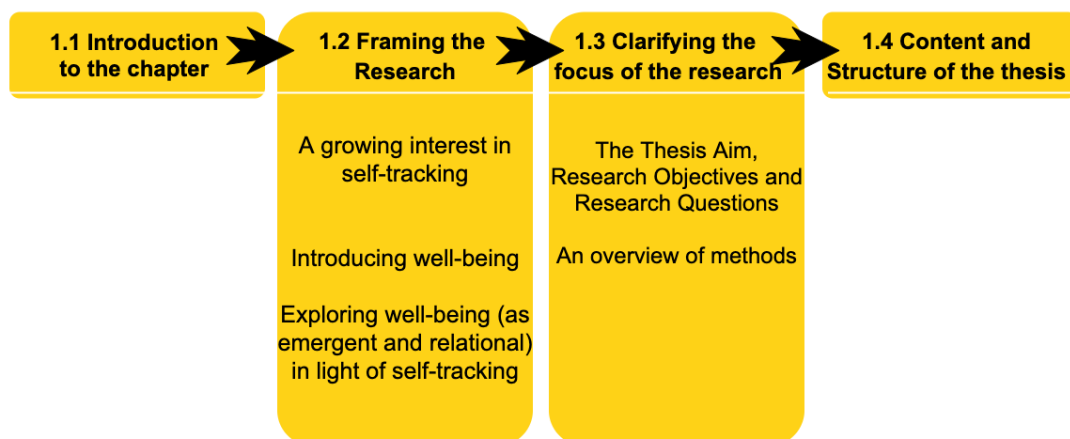 1.1 Introduction
to the chapter
1.2 Framing the
Research
A growing interest in
self-tracking
Introducing well-being
Exploring well-being (as
emergent and relational)
in light of self-tracking
1.3 Clarifying the
focus of the research
The Thesis Aim,
Research Objectives and
Research Questions
An overview of methods
1.4 Content and
Structure of the thesis